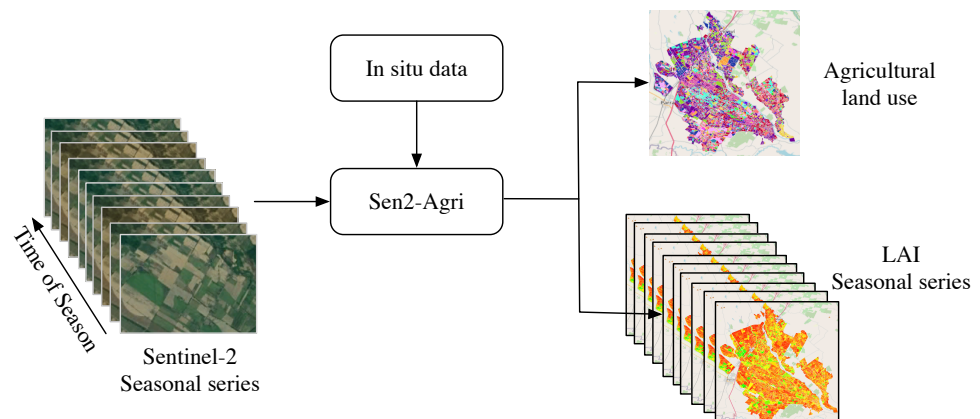 In situ data
Agricultural
land use
Sen2-Agri
Time of Season
LAI
Seasonal series
Sentinel-2
Seasonal series